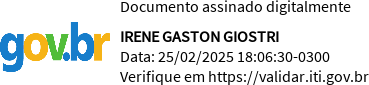 Documento assinado digitalmente
gov.br
IRENE GASTON GIOSTRI
Data: 25/02/2025 18:06:30-0300
Verifique em https://validar.iti.gov.br